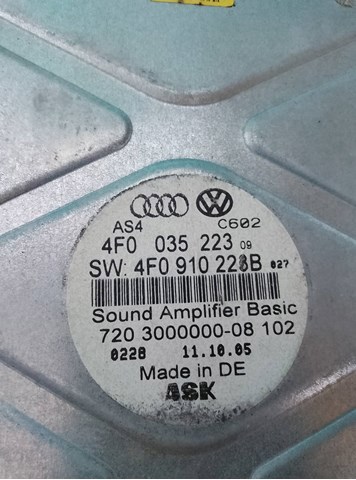 AS4 C602
4F0 035 223 09
SW: 4F0 910 223B 027
Sound Amplifier Basic
720 3000000-08 102
0228 11.10.05
Made in DE
ASK